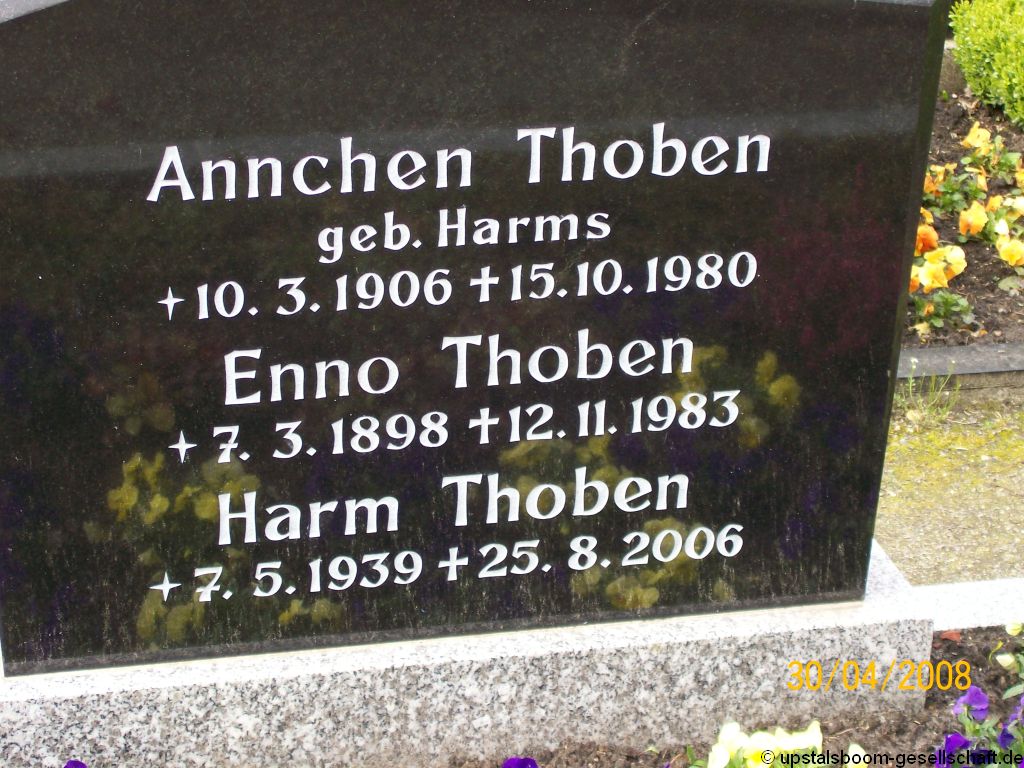 Annchen Thoben
geb. Harms
+10. 3. 1906 †15.10. 1980
Enno Thoben
+7. 3. 1898 †12.11. 1983
Harm Thoben
+7. 5. 1939 †25. 8. 2006
30/04/2008
© upstalsboom-gesellschaft.de